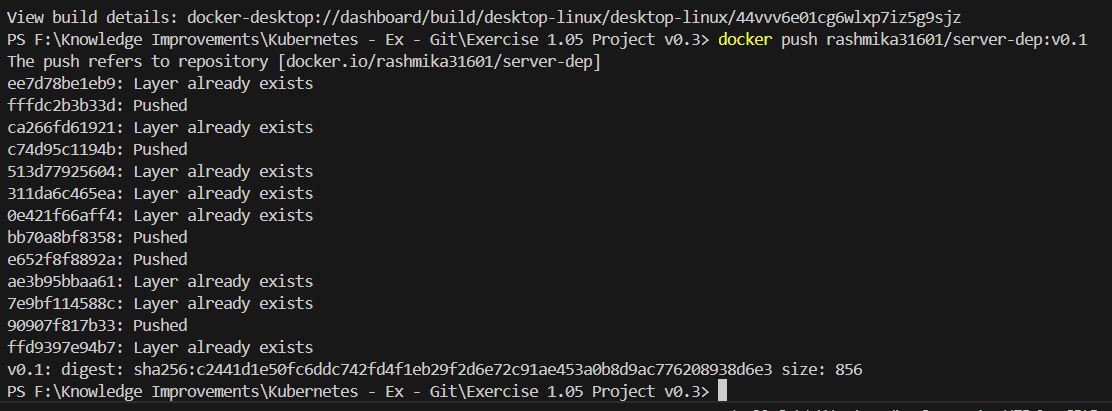 View build details: docker-desktop://dashboard/build/desktop-linux/desktop-linux/44vvv6e01cg6wlxp7iz5g9sjz
PS F:\Knowledge Improvements\Kubernetes - Ex - Git\Exercise 1.05 Project v0.3> docker push rashmika31601/server-dep:v0.1
The push refers to repository [docker.io/rashmika31601/server-dep]
ee7d78be1eb9: Layer already exists
fffdc2b3b33d: Pushed
ca266fd61921: Layer already exists
c74d95c1194b: Pushed
513d77925604: Layer already exists
311da6c465ea: Layer already exists
0e421f66aff4: Layer already exists
bb70a8bf8358: Pushed
e652f8f8892a: Pushed
ae3b95bbaa61: Layer already exists
7e9bf114588c: Layer already exists
90907f817b33: Pushed
ffd9397e94b7: Layer already exists
v0.1: digest: sha256:c2441d1e50fc6ddc742fd4f1eb29f2d6e72c91ae453a0b8d9ac776208938d6e3 size: 856
PS F:\Knowledge Improvements\Kubernetes - Ex - Git\Exercise 1.05 Project v0.3>